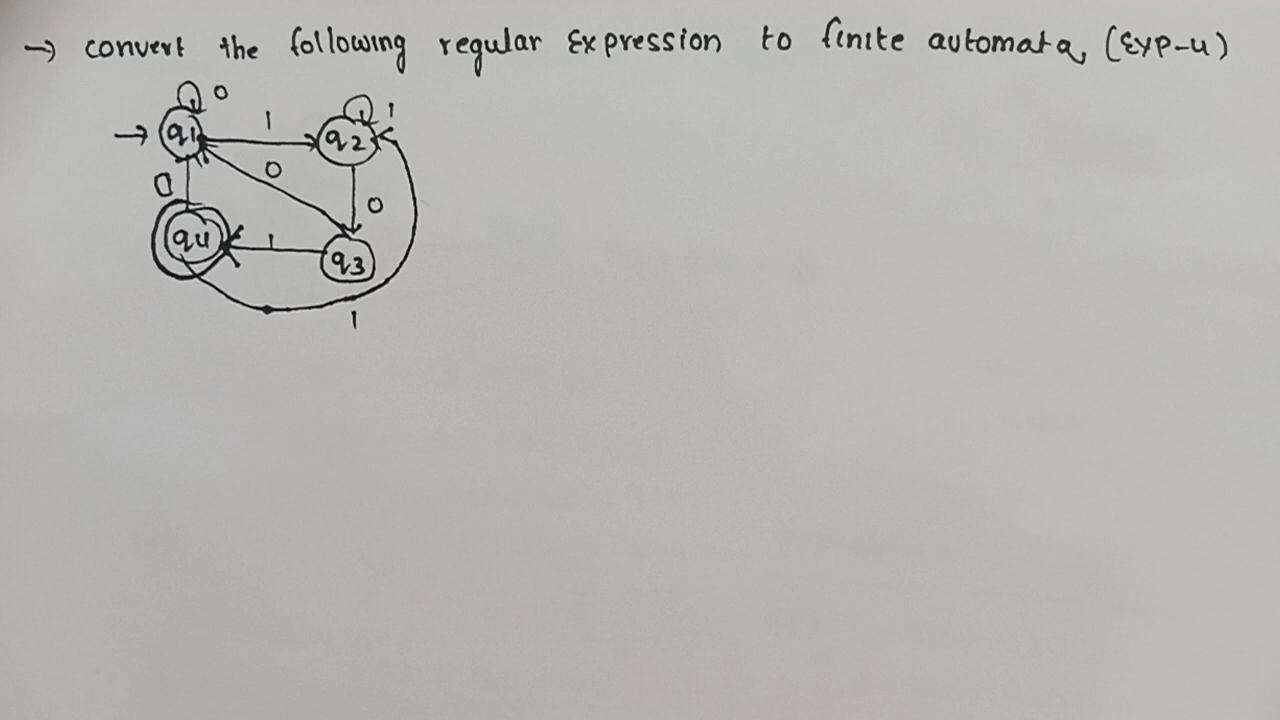 → convert the following regular Expression to finite automata, (Exp-4)
0
1
→ q1
1
q2
0
0
0
q4
1
q3
1